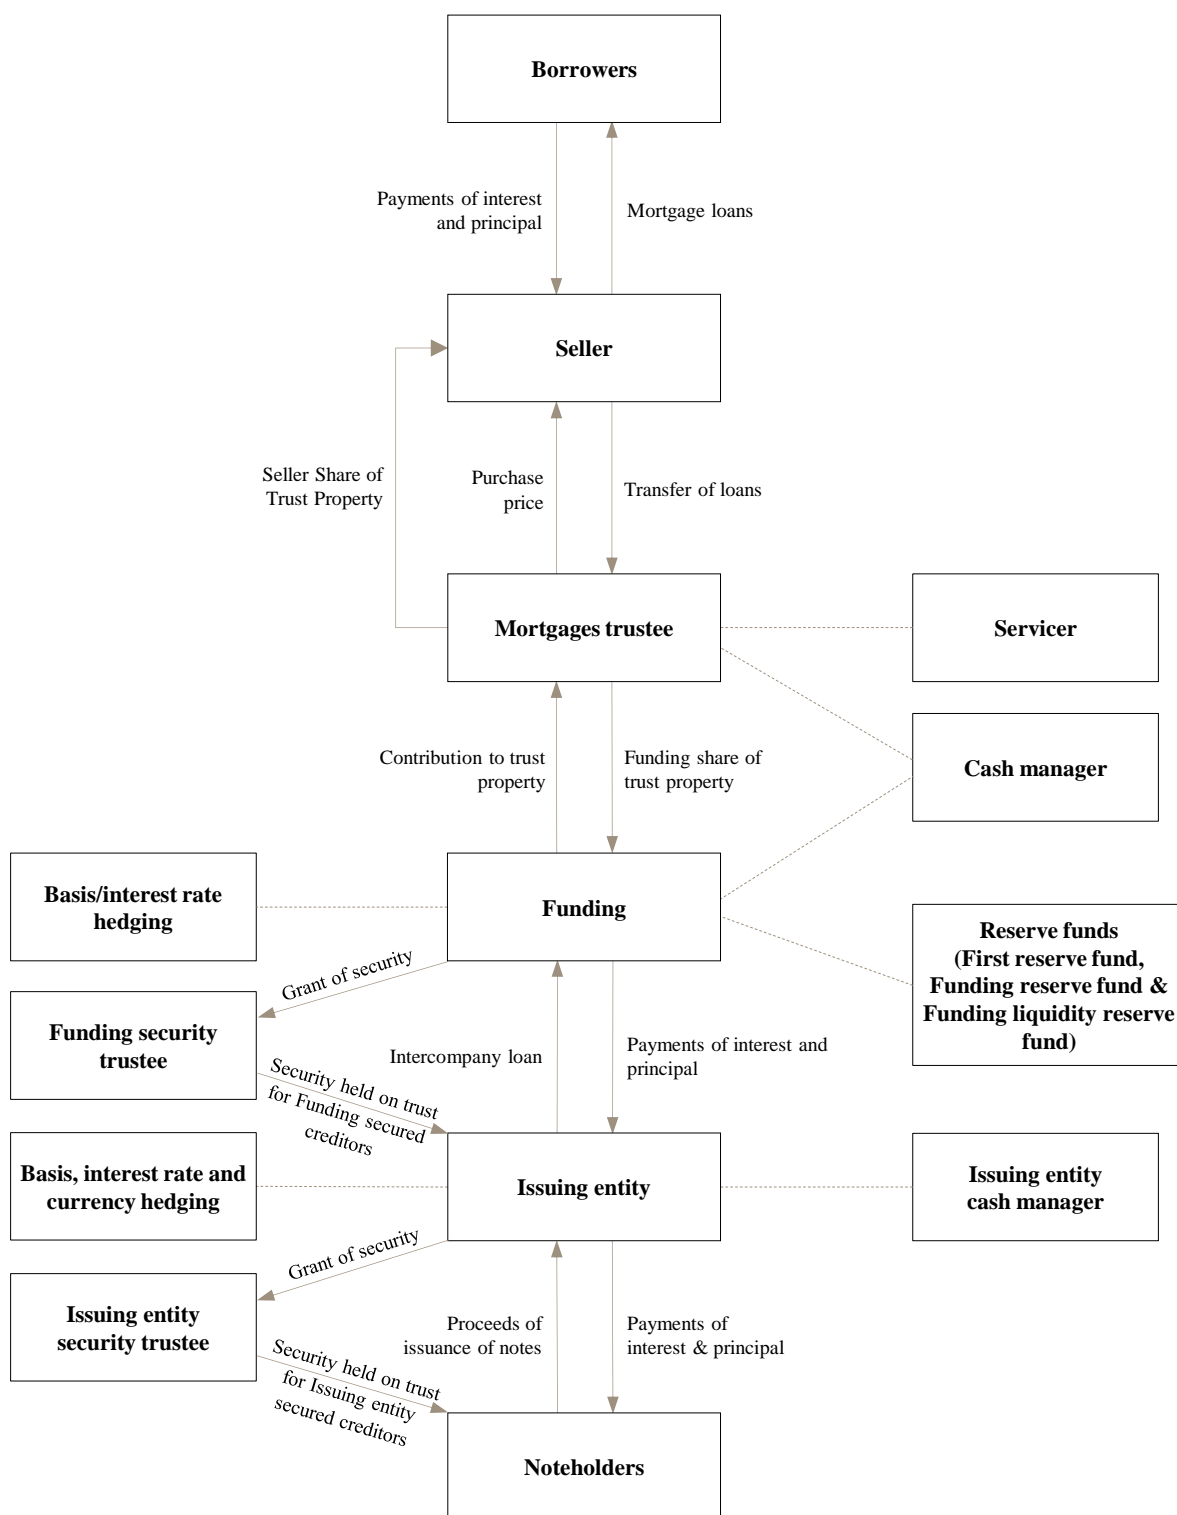 Borrowers
Payments of interest
and principal
Mortgage loans
Seller
Seller Share of
Trust Property
Purchase
price
Transfer of loans
Mortgages trustee
Servicer
Contribution to trust
property
Funding share of
trust property
Cash manager
Basis/interest rate
hedging
Funding
Reserve funds
(First reserve fund,
Funding reserve fund &
Funding liquidity reserve
fund)
Grant of security
Funding security
trustee
Intercompany loan
Payments of interest and
principal
Security held on trust
for Funding secured
creditors
Basis, interest rate and
currency hedging
Issuing entity
Issuing entity
cash manager
Grant of security
Issuing entity
security trustee
Proceeds of
issuance of notes
Payments of
interest & principal
Security held on trust
for Issuing entity
secured creditors
Noteholders